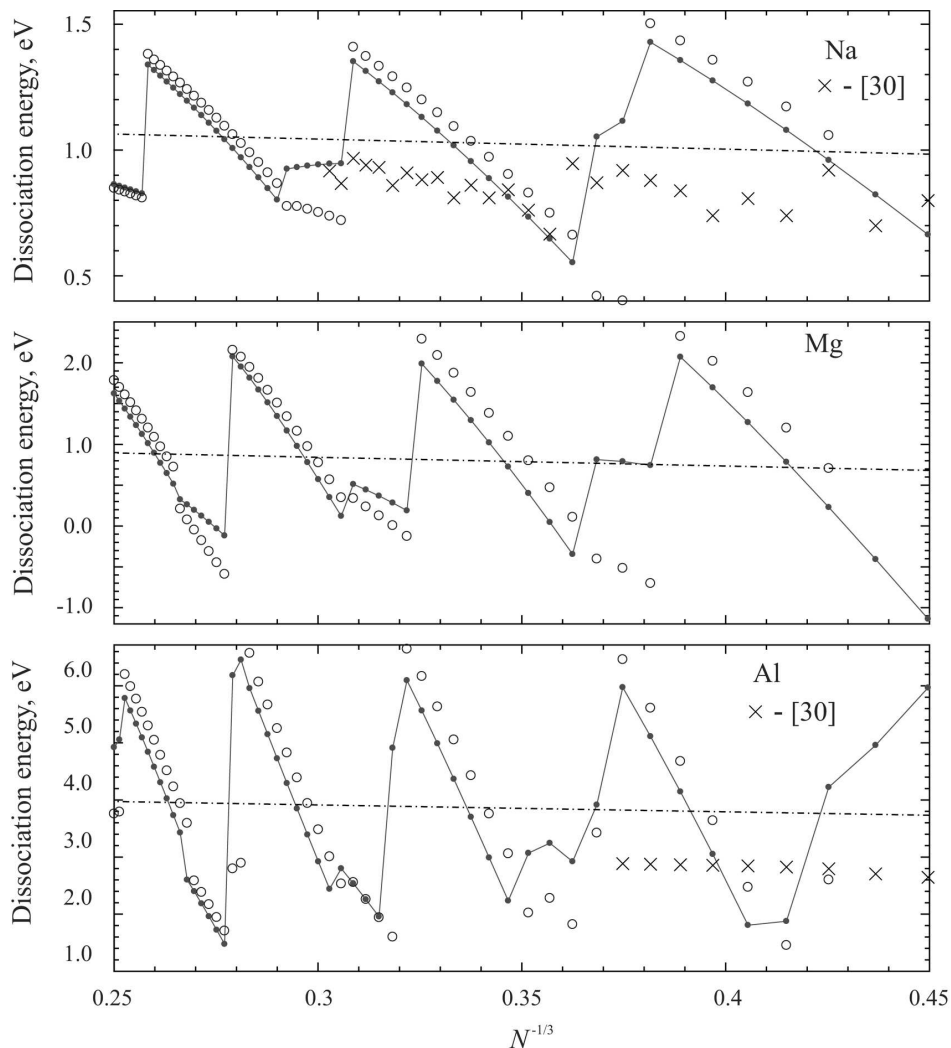 Dissociation energy, eV
1.5
1.0
0.5
Na
× - [30]
Dissociation energy, eV
2.0
1.0
0.0
-1.0
Mg
Dissociation energy, eV
6.0
5.0
4.0
3.0
2.0
1.0
Al
× - [30]
0.25 0.3 0.35 0.4 0.45
N^{-1/3}